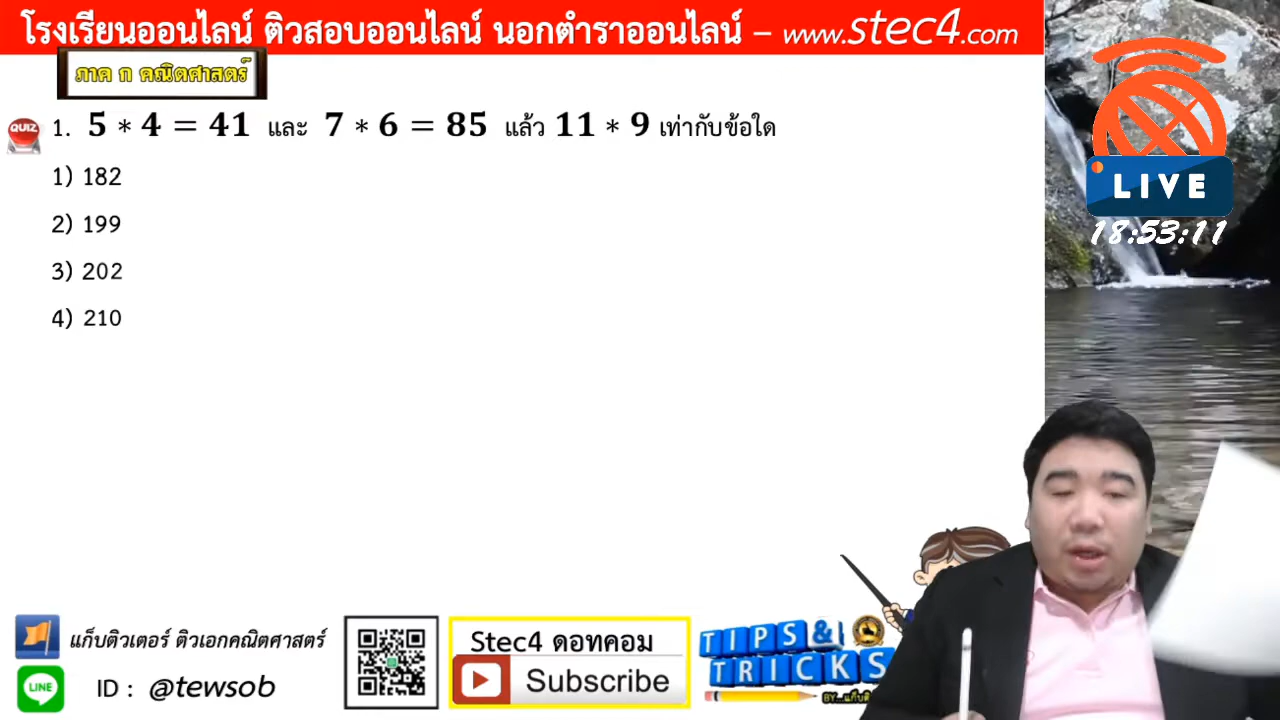 โรงเรียนออนไลน์ ติวสอบออนไลน์ นอกตำราออนไลน์ – www.stec4.com
ภาค ก คณิตศาสตร์
QUIZ 1. 5 * 4 = 41 และ 7 * 6 = 85 แล้ว 11 * 9 เท่ากับข้อใด
1) 182
2) 199
3) 202
4) 210
LIVE
18:53:11
แก็บติวเตอร์ ติวเอกคณิตศาสตร์
LINE ID : @tewsob
Stec4 ดอทคอม
Subscribe
TIPS &
TRICKS